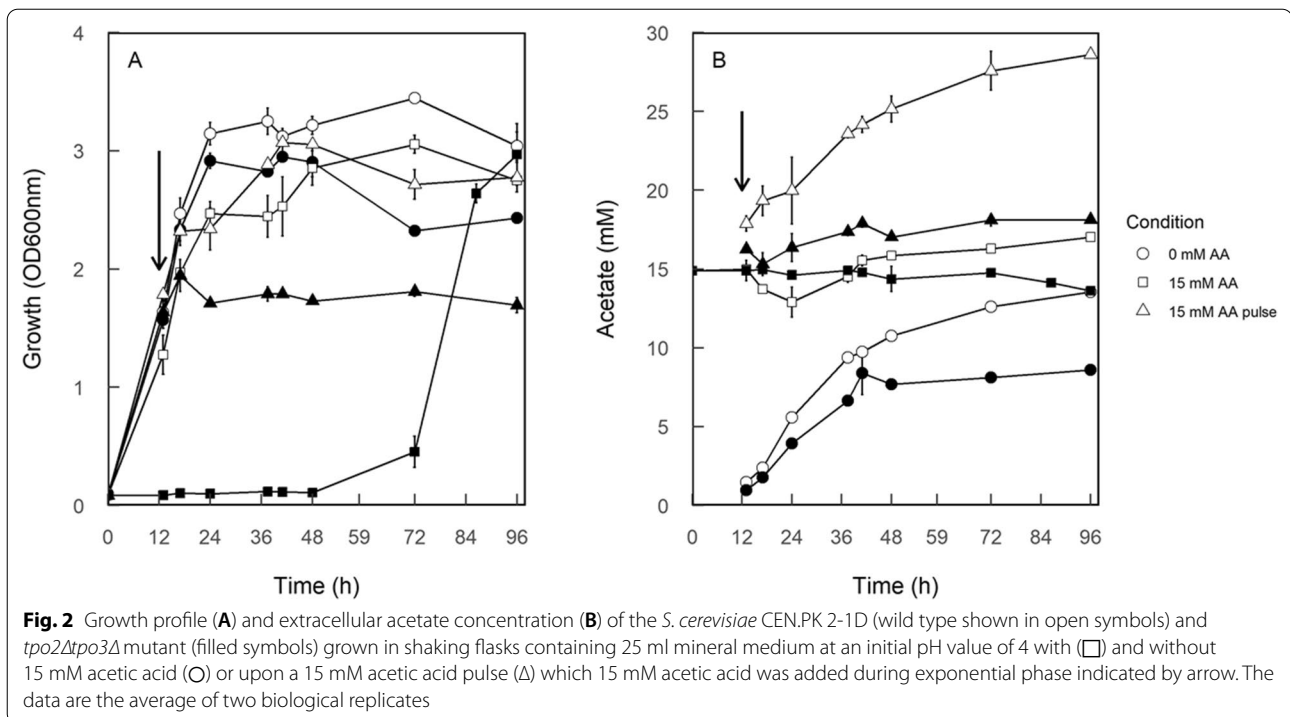 A
4
3
2
1
0
Growth (OD600nm)
0 12 24 36 48 72 84 96
Time (h)
B
30
25
20
15
10
5
0
Acetate (mM)
0 12 24 36 48 72 84 96
Time (h)
Condition
0 mM AA
15 mM AA
15 mM AA pulse
Fig. 2 Growth profile (A) and extracellular acetate concentration (B) of the S. cerevisiae CEN.PK 2-1D (wild type shown in open symbols) and
tpo2Δtpo3Δ mutant (filled symbols) grown in shaking flasks containing 25 ml mineral medium at an initial pH value of 4 with (□) and without
15 mM acetic acid (○) or upon a 15 mM acetic acid pulse (Δ) which 15 mM acetic acid was added during exponential phase indicated by arrow. The
data are the average of two biological replicates